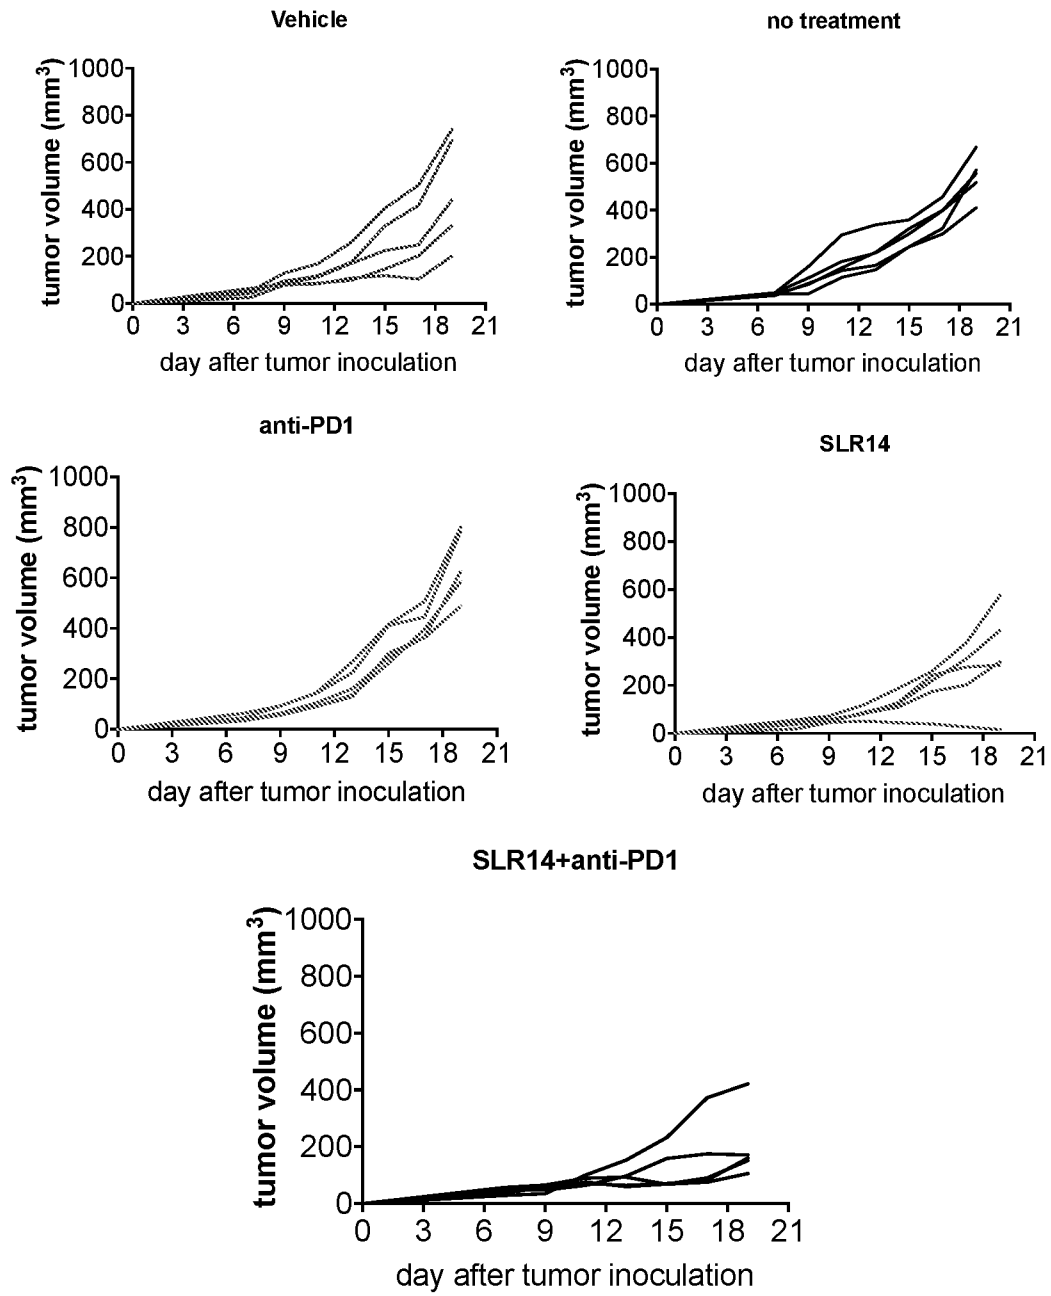 Vehicle
tumor volume (mm³)
1000
800
600
400
200
0
0 3 6 9 12 15 18 21
day after tumor inoculation
no treatment
tumor volume (mm³)
1000
800
600
400
200
0
0 3 6 9 12 15 18 21
day after tumor inoculation
anti-PD1
tumor volume (mm³)
1000
800
600
400
200
0
0 3 6 9 12 15 18 21
day after tumor inoculation
SLR14
tumor volume (mm³)
1000
800
600
400
200
0
0 3 6 9 12 15 18 21
day after tumor inoculation
SLR14+anti-PD1
tumor volume (mm³)
1000
800
600
400
200
0
0 3 6 9 12 15 18 21
day after tumor inoculation